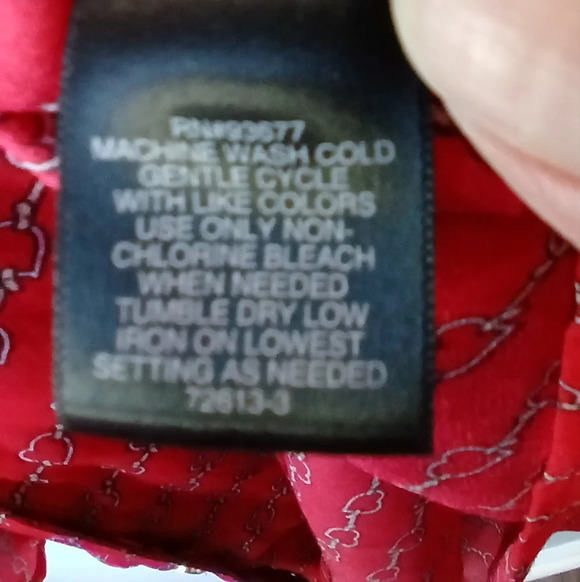 RN#93677
MACHINE WASH COLD
GENTLE CYCLE
WITH LIKE COLORS
USE ONLY NON-
CHLORINE BLEACH
WHEN NEEDED
TUMBLE DRY LOW
IRON ON LOWEST
SETTING AS NEEDED
72613-3